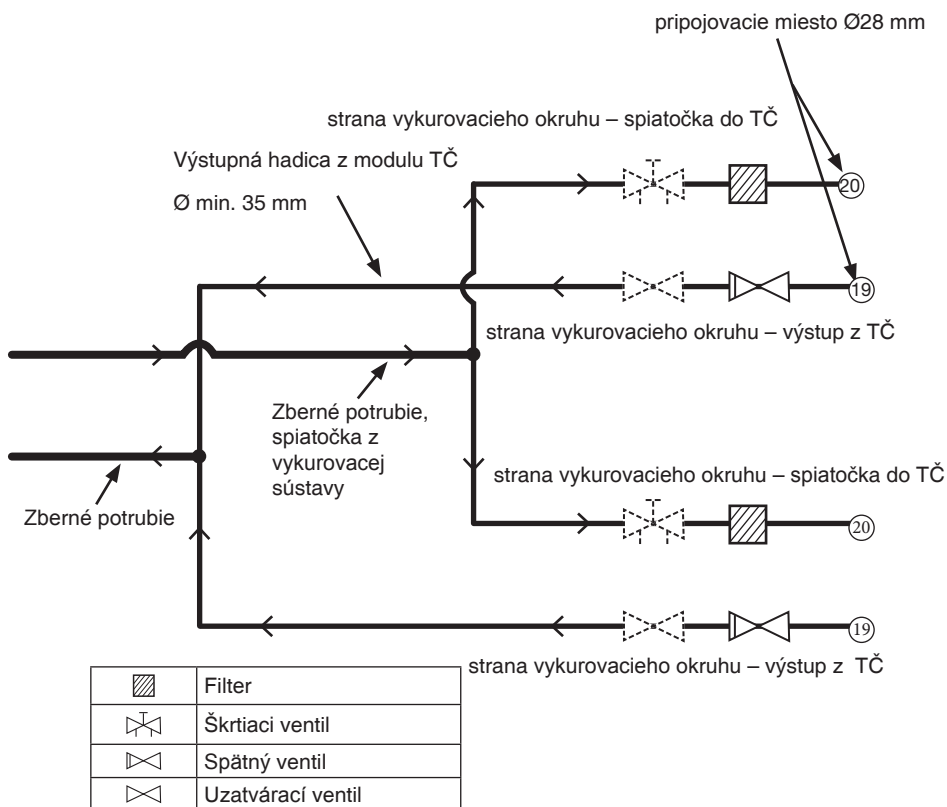 pripojovacie miesto Ø28 mm
strana vykurovacieho okruhu – spiatočka do TČ
Výstupná hadica z modulu TČ
Ø min. 35 mm
20
19
strana vykurovacieho okruhu – výstup z TČ
Zberné potrubie,
spiatočka z
vykurovacej
sústavy
strana vykurovacieho okruhu – spiatočka do TČ
Zberné potrubie
20
19
strana vykurovacieho okruhu – výstup z TČ
Filter
Škrtiaci ventil
Spätný ventil
Uzatvárací ventil